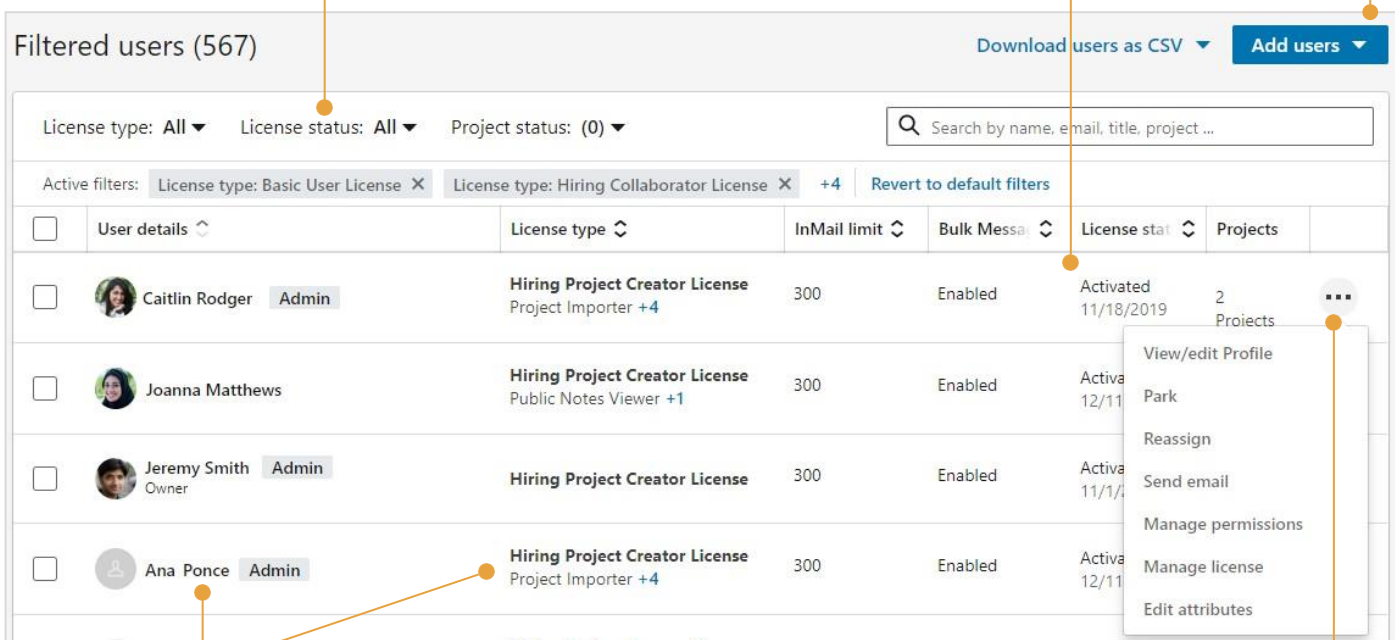 Filtered users (567)
Download users as CSV
Add users
License type: All
License status: All
Project status: (0)
Search by name, email, title, project ...
Active filters:
License type: Basic User License ✕
License type: Hiring Collaborator License ✕
+4
Revert to default filters
User details
License type
InMail limit
Bulk Messa
License stat
Projects
Caitlin Rodger Admin
Hiring Project Creator License
Project Importer +4
300
Enabled
Activated
11/18/2019
2
Projects
View/edit Profile
Park
Reassign
Send email
Manage permissions
Manage license
Edit attributes
Joanna Matthews
Hiring Project Creator License
Public Notes Viewer +1
300
Enabled
Activa
12/11
Jeremy Smith Admin
Owner
Hiring Project Creator License
300
Enabled
Activa
11/1/
Ana Ponce Admin
Hiring Project Creator License
Project Importer +4
300
Enabled
Activa
12/11